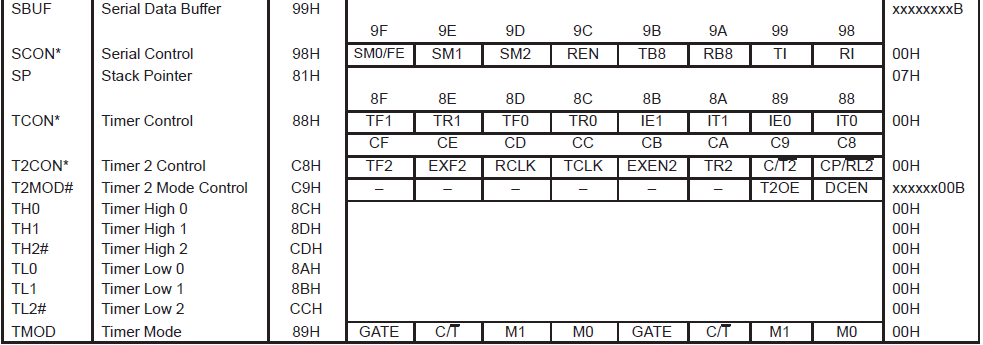 SBUF Serial Data Buffer 99H xxxxxxxxB
9F 9E 9D 9C 9B 9A 99 98
SCON* Serial Control 98H SM0/FE SM1 SM2 REN TB8 RB8 TI RI 00H
SP Stack Pointer 81H 07H
8F 8E 8D 8C 8B 8A 89 88
TCON* Timer Control 88H TF1 TR1 TF0 TR0 IE1 IT1 IE0 IT0 00H
CF CE CD CC CB CA C9 C8
T2CON* Timer 2 Control C8H TF2 EXF2 RCLK TCLK EXEN2 TR2 C/T̅2̅ CP/R̅L̅2̅ 00H
T2MOD# Timer 2 Mode Control C9H – – – – – – T2OE DCEN xxxxxx00B
TH0 Timer High 0 8CH 00H
TH1 Timer High 1 8DH 00H
TH2# Timer High 2 CDH 00H
TL0 Timer Low 0 8AH 00H
TL1 Timer Low 1 8BH 00H
TL2# Timer Low 2 CCH 00H
TMOD Timer Mode 89H GATE C/T̅ M1 M0 GATE C/T̅ M1 M0 00H